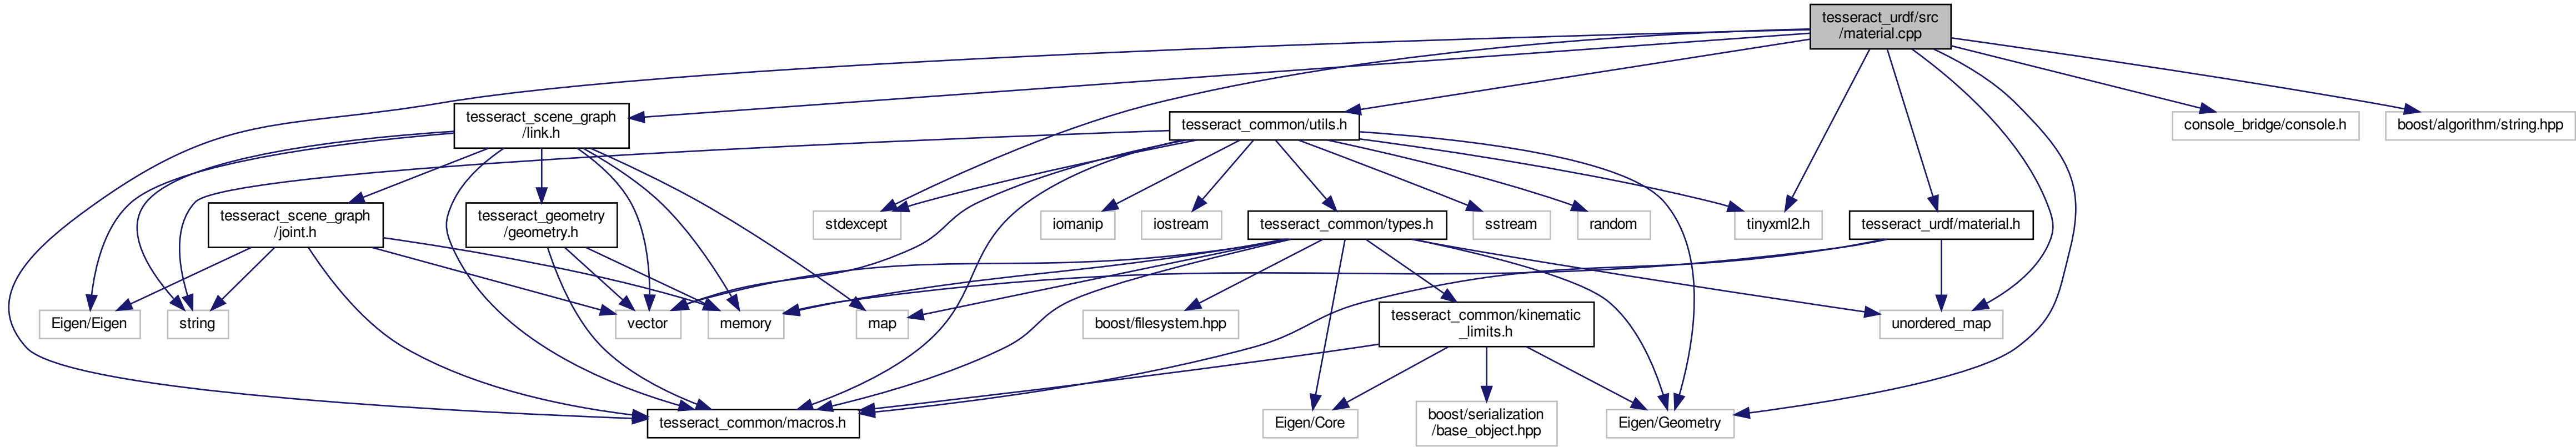 tesseract_urdf/src
/material.cpp
tesseract_scene_graph
/link.h
tesseract_common/utils.h
console_bridge/console.h
boost/algorithm/string.hpp
tesseract_scene_graph
/joint.h
tesseract_geometry
/geometry.h
stdexcept
iomanip
iostream
tesseract_common/types.h
sstream
random
tinyxml2.h
tesseract_urdf/material.h
Eigen/Eigen
string
vector
memory
map
boost/filesystem.hpp
tesseract_common/kinematic
_limits.h
unordered_map
tesseract_common/macros.h
Eigen/Core
boost/serialization
/base_object.hpp
Eigen/Geometry